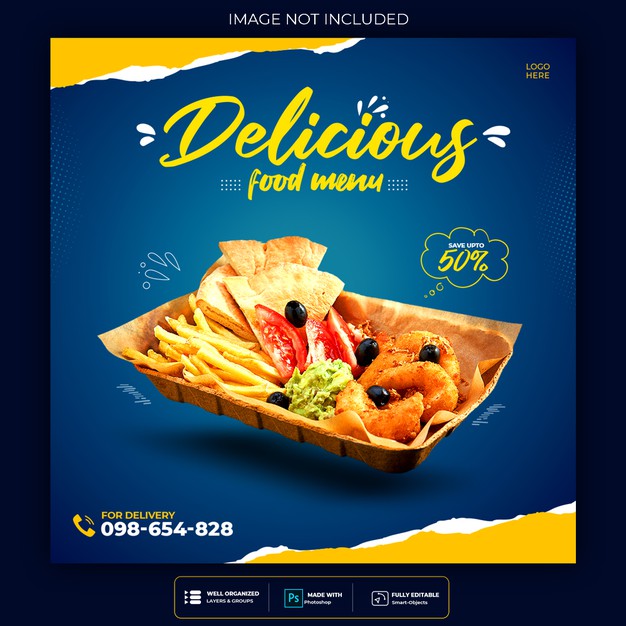 IMAGE NOT INCLUDED
LOGO
HERE
Delicious
food menu
SAVE UPTO
50%
FOR DELIVERY
098-654-828
WELL ORGANIZED
LAYERS & GROUPS
Ps
MADE WITH
Photoshop
FULLY EDITABLE
Smart-Objects